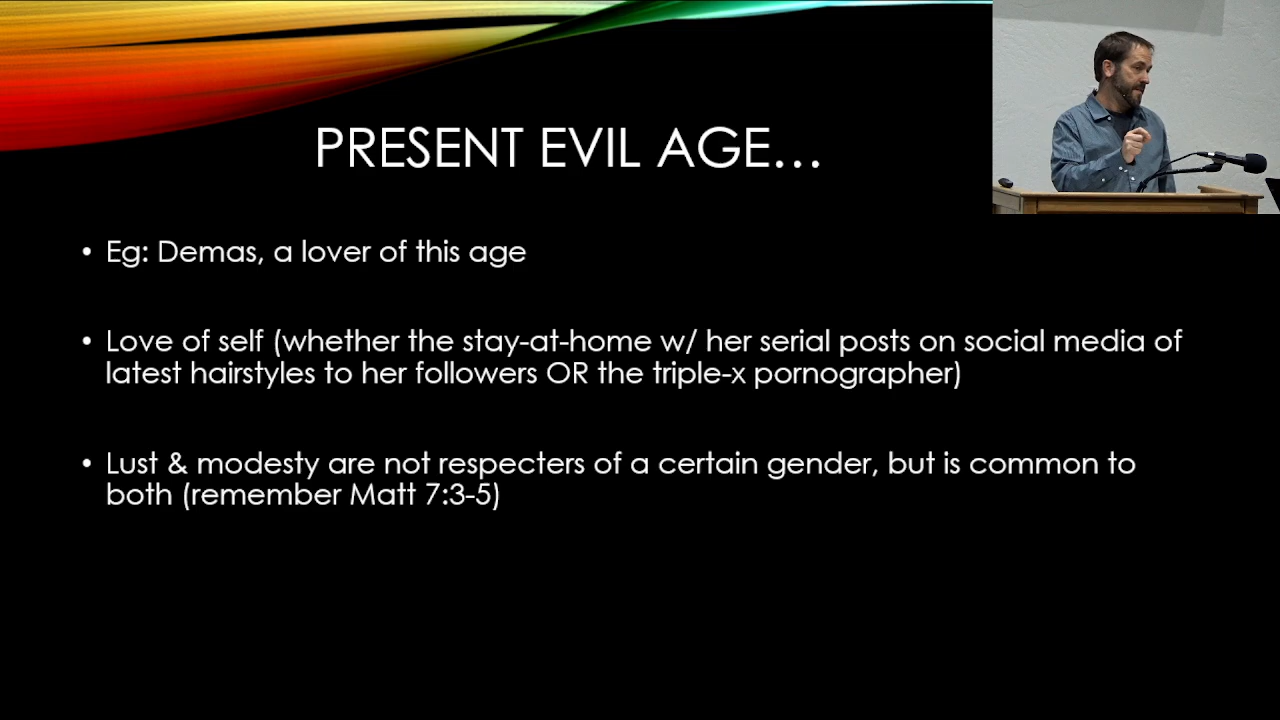 PRESENT EVIL AGE...
• Eg: Demas, a lover of this age
• Love of self (whether the stay-at-home w/ her serial posts on social media of
latest hairstyles to her followers OR the triple-x pornographer)
• Lust & modesty are not respecters of a certain gender, but is common to
both (remember Matt 7:3-5)